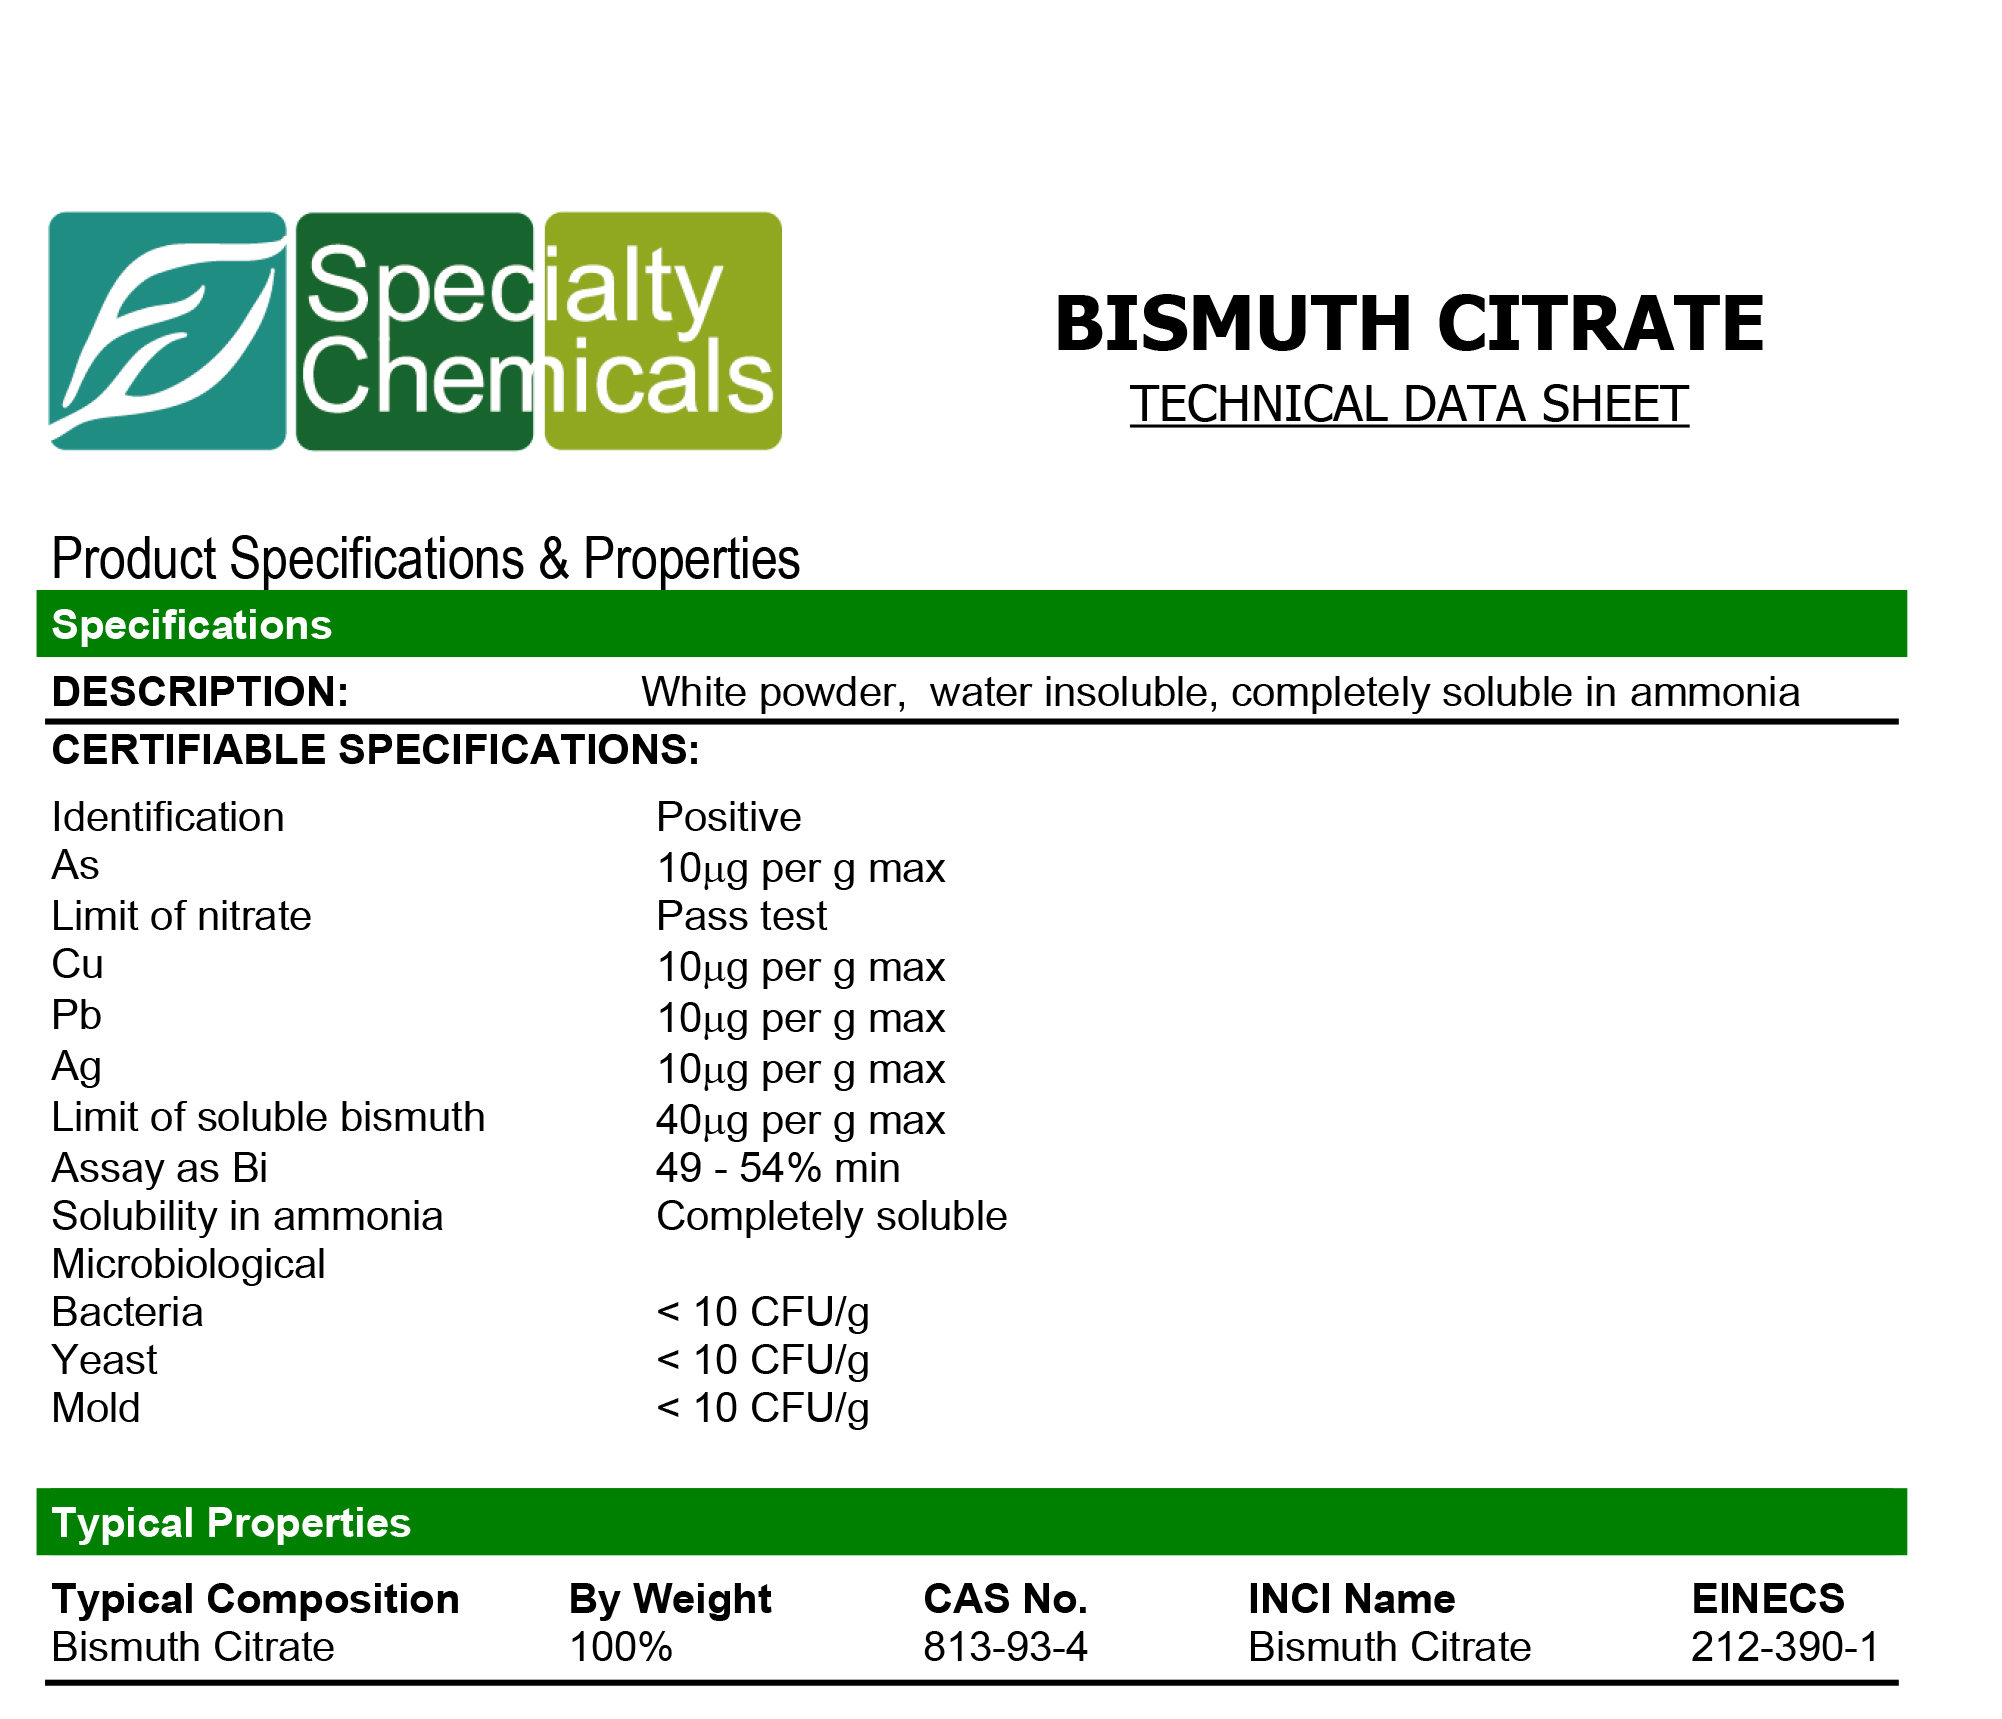 Specialty
Chemicals
BISMUTH CITRATE
TECHNICAL DATA SHEET
Product Specifications & Properties
Specifications
DESCRIPTION: White powder,  water insoluble, completely soluble in ammonia
CERTIFIABLE SPECIFICATIONS:
Identification Positive
As 10µg per g max
Limit of nitrate Pass test
Cu 10µg per g max
Pb 10µg per g max
Ag 10µg per g max
Limit of soluble bismuth 40µg per g max
Assay as Bi 49 - 54% min
Solubility in ammonia Completely soluble
Microbiological
Bacteria < 10 CFU/g
Yeast < 10 CFU/g
Mold < 10 CFU/g
Typical Properties
Typical Composition By Weight CAS No. INCI Name EINECS
Bismuth Citrate 100% 813-93-4 Bismuth Citrate 212-390-1